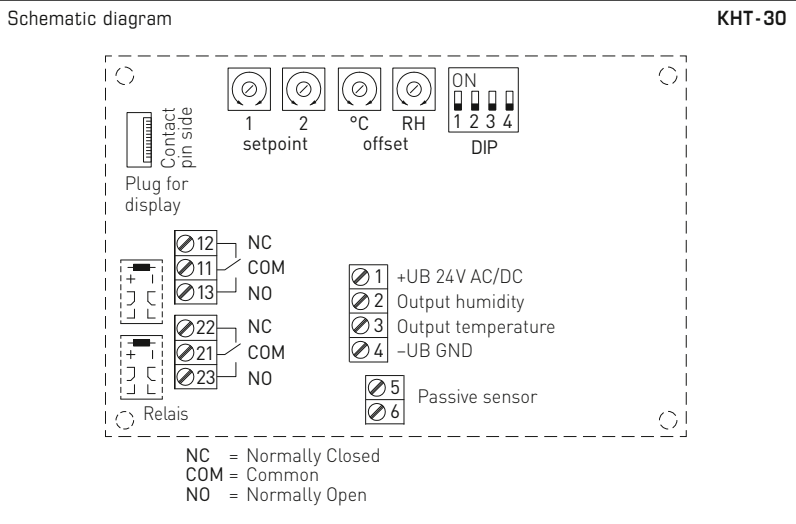 Schematic diagram
KHT-30
ON
1 2 3 4
DIP
1 2
setpoint
°C RH
offset
Contact
pin side
Plug for
display
12 NC
11 COM
13 NO
22 NC
21 COM
23 NO
+ –
+ –
Relais
1 +UB 24V AC/DC
2 Output humidity
3 Output temperature
4 –UB GND
5
6
Passive sensor
NC = Normally Closed
COM = Common
NO = Normally Open